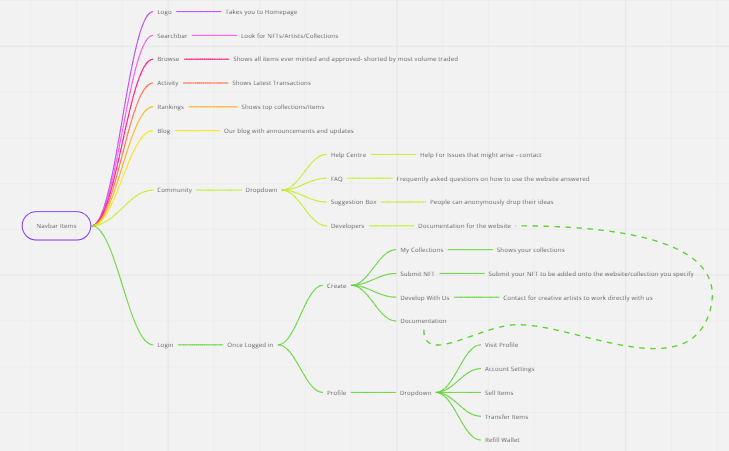 Logo
Takes you to Homepage
Searchbar
Look for NFTs/Artists/Collections
Browse
Shows all items ever minted and approved- shorted by most volume traded
Activity
Shows Latest Transactions
Rankings
Shows top collections/items
Blog
Our blog with announcements and updates
Help Centre
Help For Issues that might arise - contact
FAQ
Frequently asked questions on how to use the website answered
Community
Dropdown
Suggestion Box
People can anonymously drop their ideas
Navbar Items
Developers
Documentation for the website
My Collections
Shows your collections
Submit NFT
Submit your NFT to be added onto the website/collection you specify
Create
Develop With Us
Contact for creative artists to work directly with us
Documentation
Login
Once Logged in
Visit Profile
Account Settings
Profile
Dropdown
Sell Items
Transfer Items
Refill Wallet